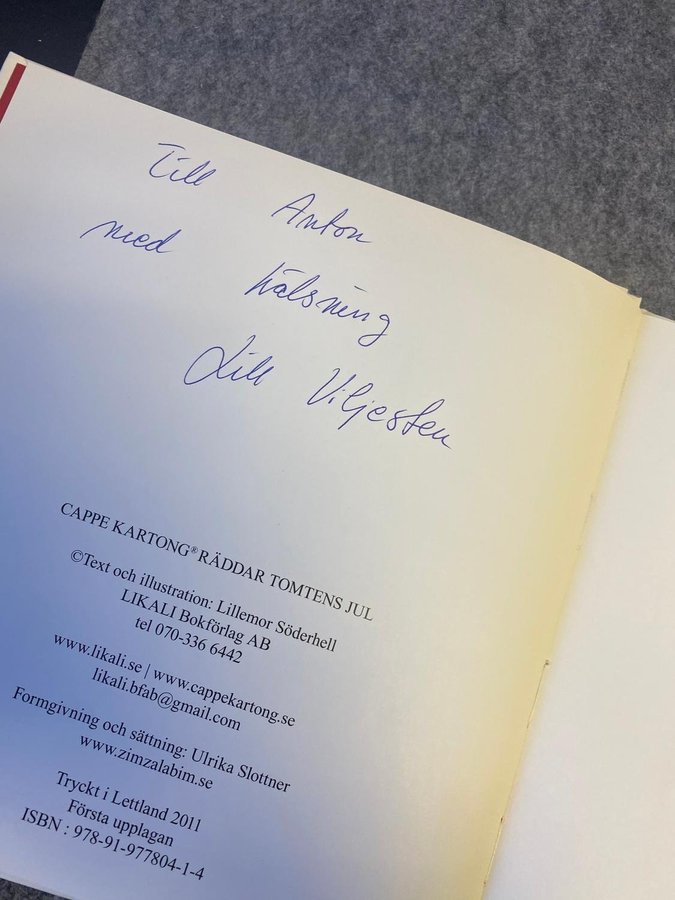 Till Anton
med hälsning
Lill Viljesten
CAPPE KARTONG® RÄDDAR TOMTENS JUL
©Text och illustration: Lillemor Söderhell
LIKALI Bokförlag AB
tel 070-336 6442
www.likali.se | www.cappekartong.se
likali.bfab@gmail.com
Formgivning och sättning: Ulrika Slottner
www.zimzalabim.se
Tryckt i Lettland 2011
Första upplagan
ISBN : 978-91-977804-1-4